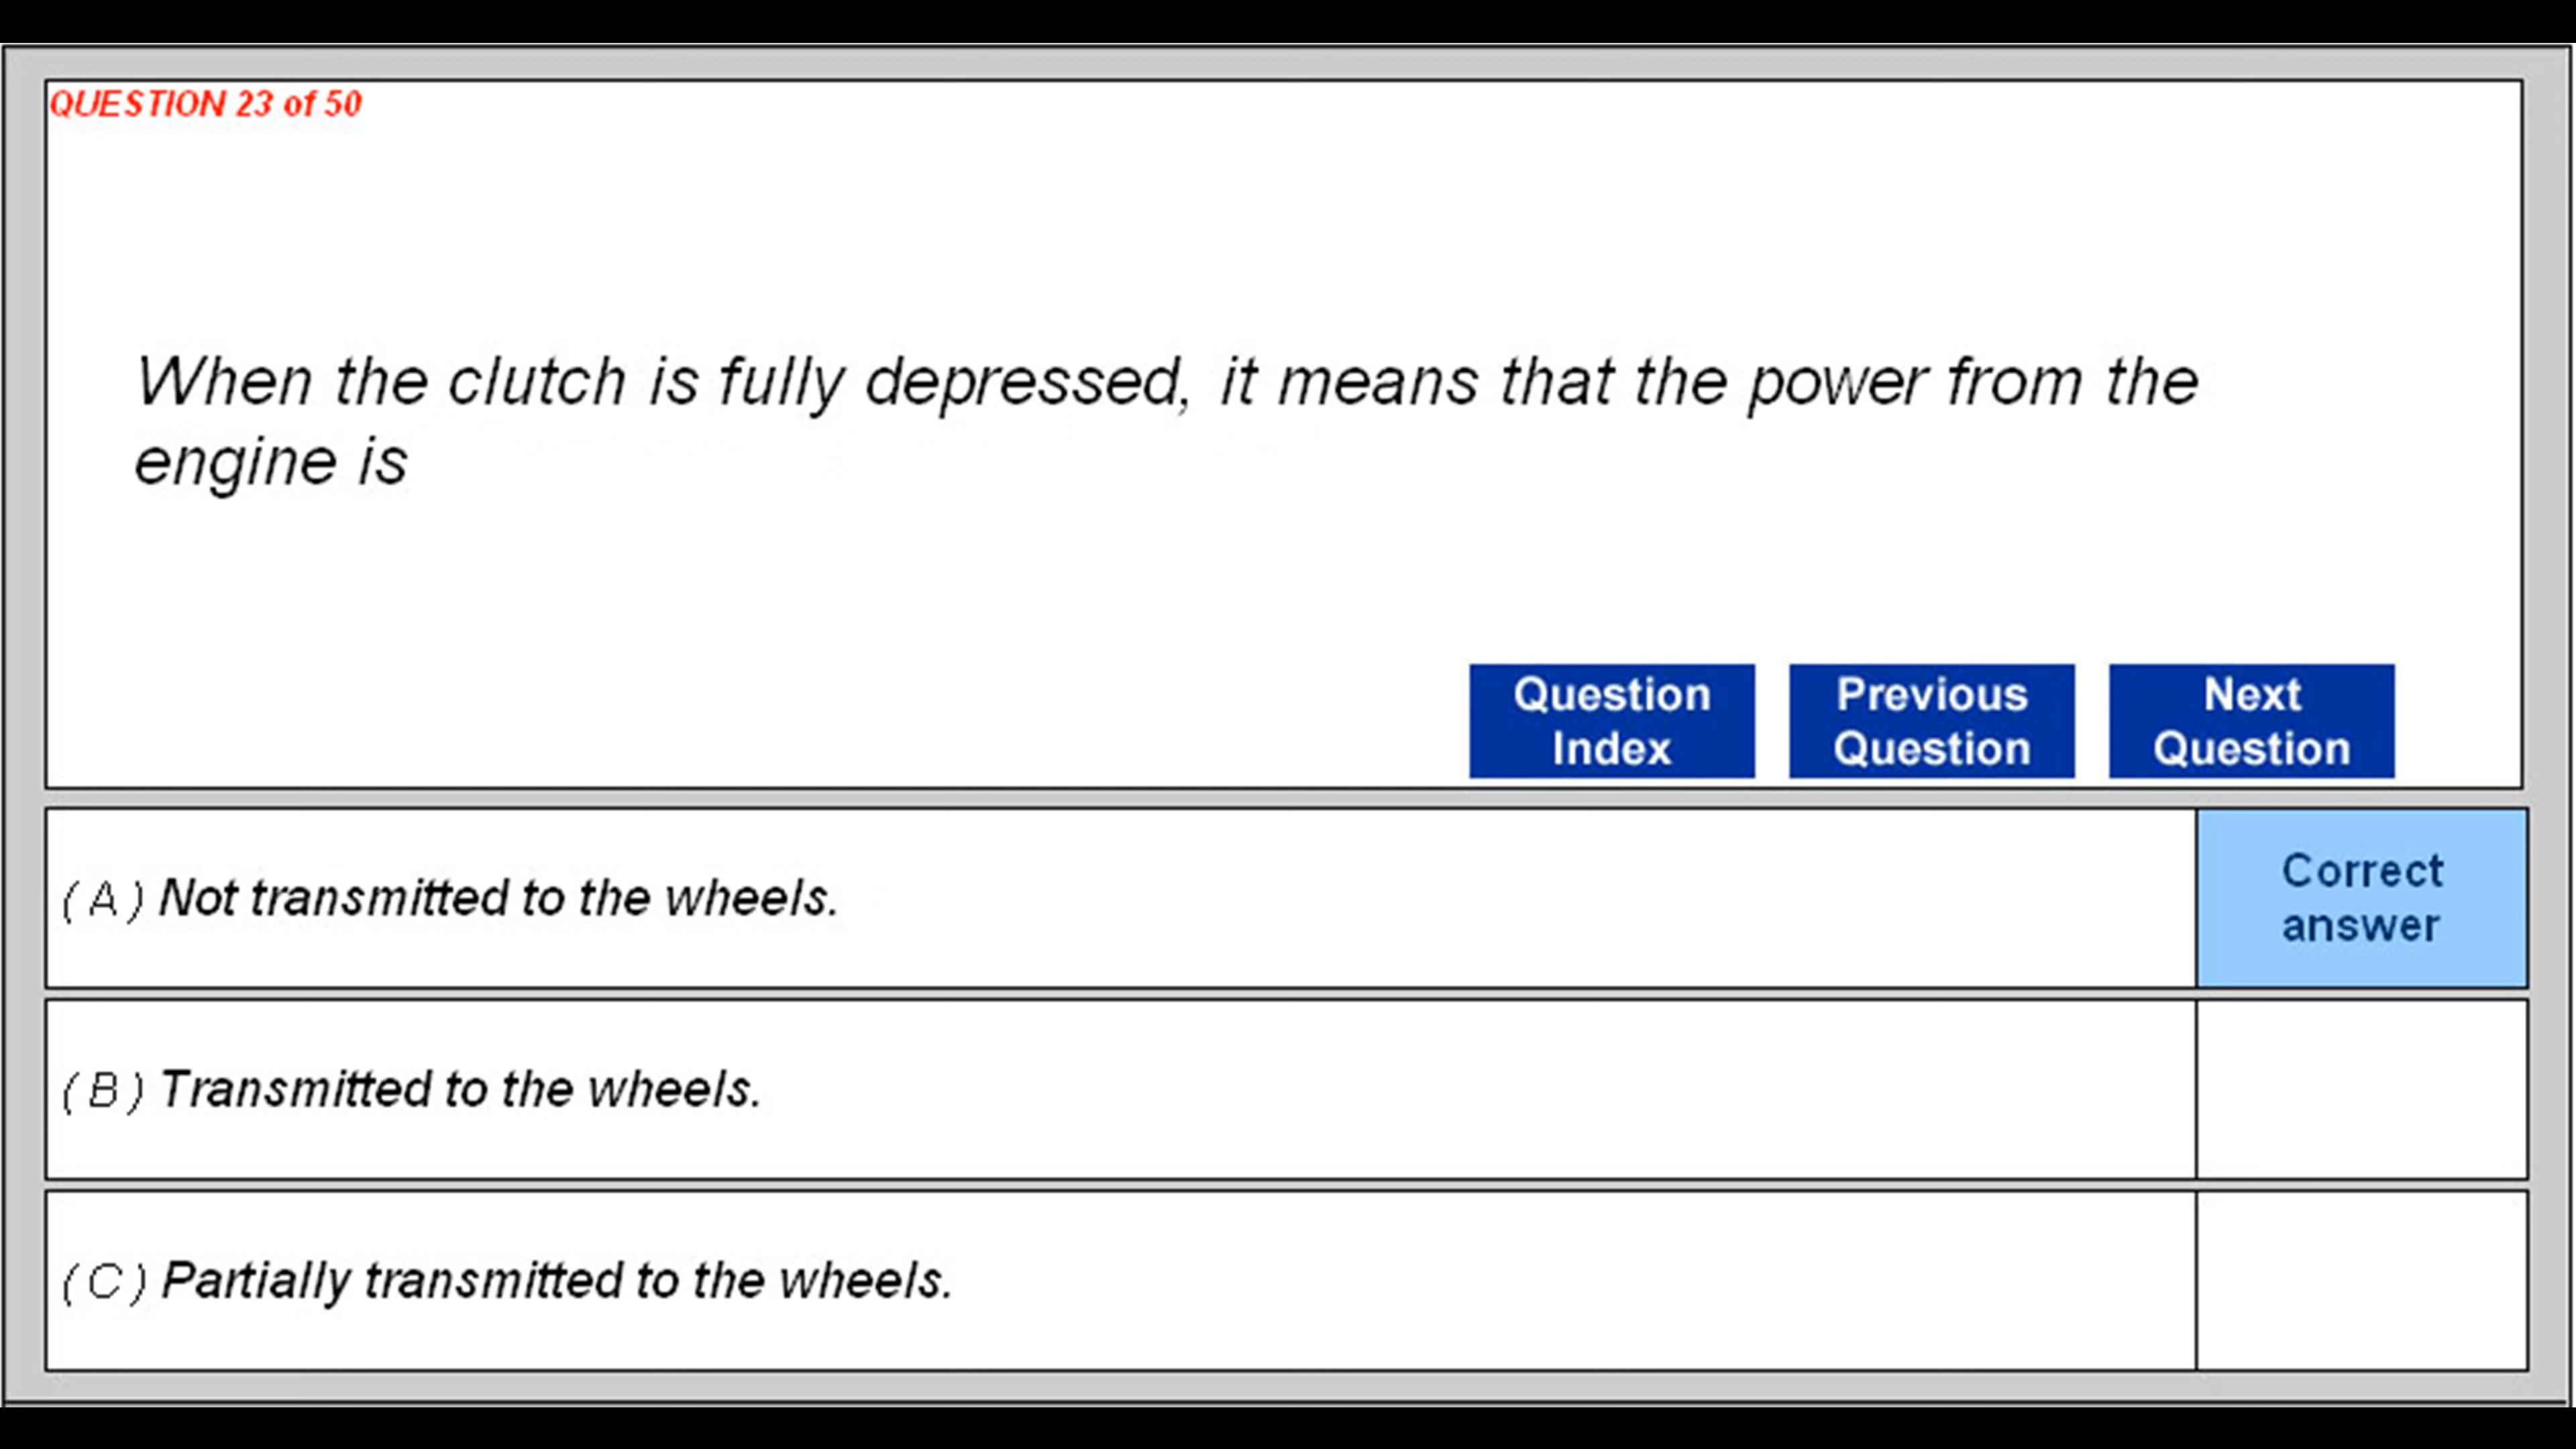 QUESTION 23 of 50
When the clutch is fully depressed, it means that the power from the
engine is
Question
Index
Previous
Question
Next
Question
(A) Not transmitted to the wheels.
Correct
answer
(B) Transmitted to the wheels.
(C) Partially transmitted to the wheels.